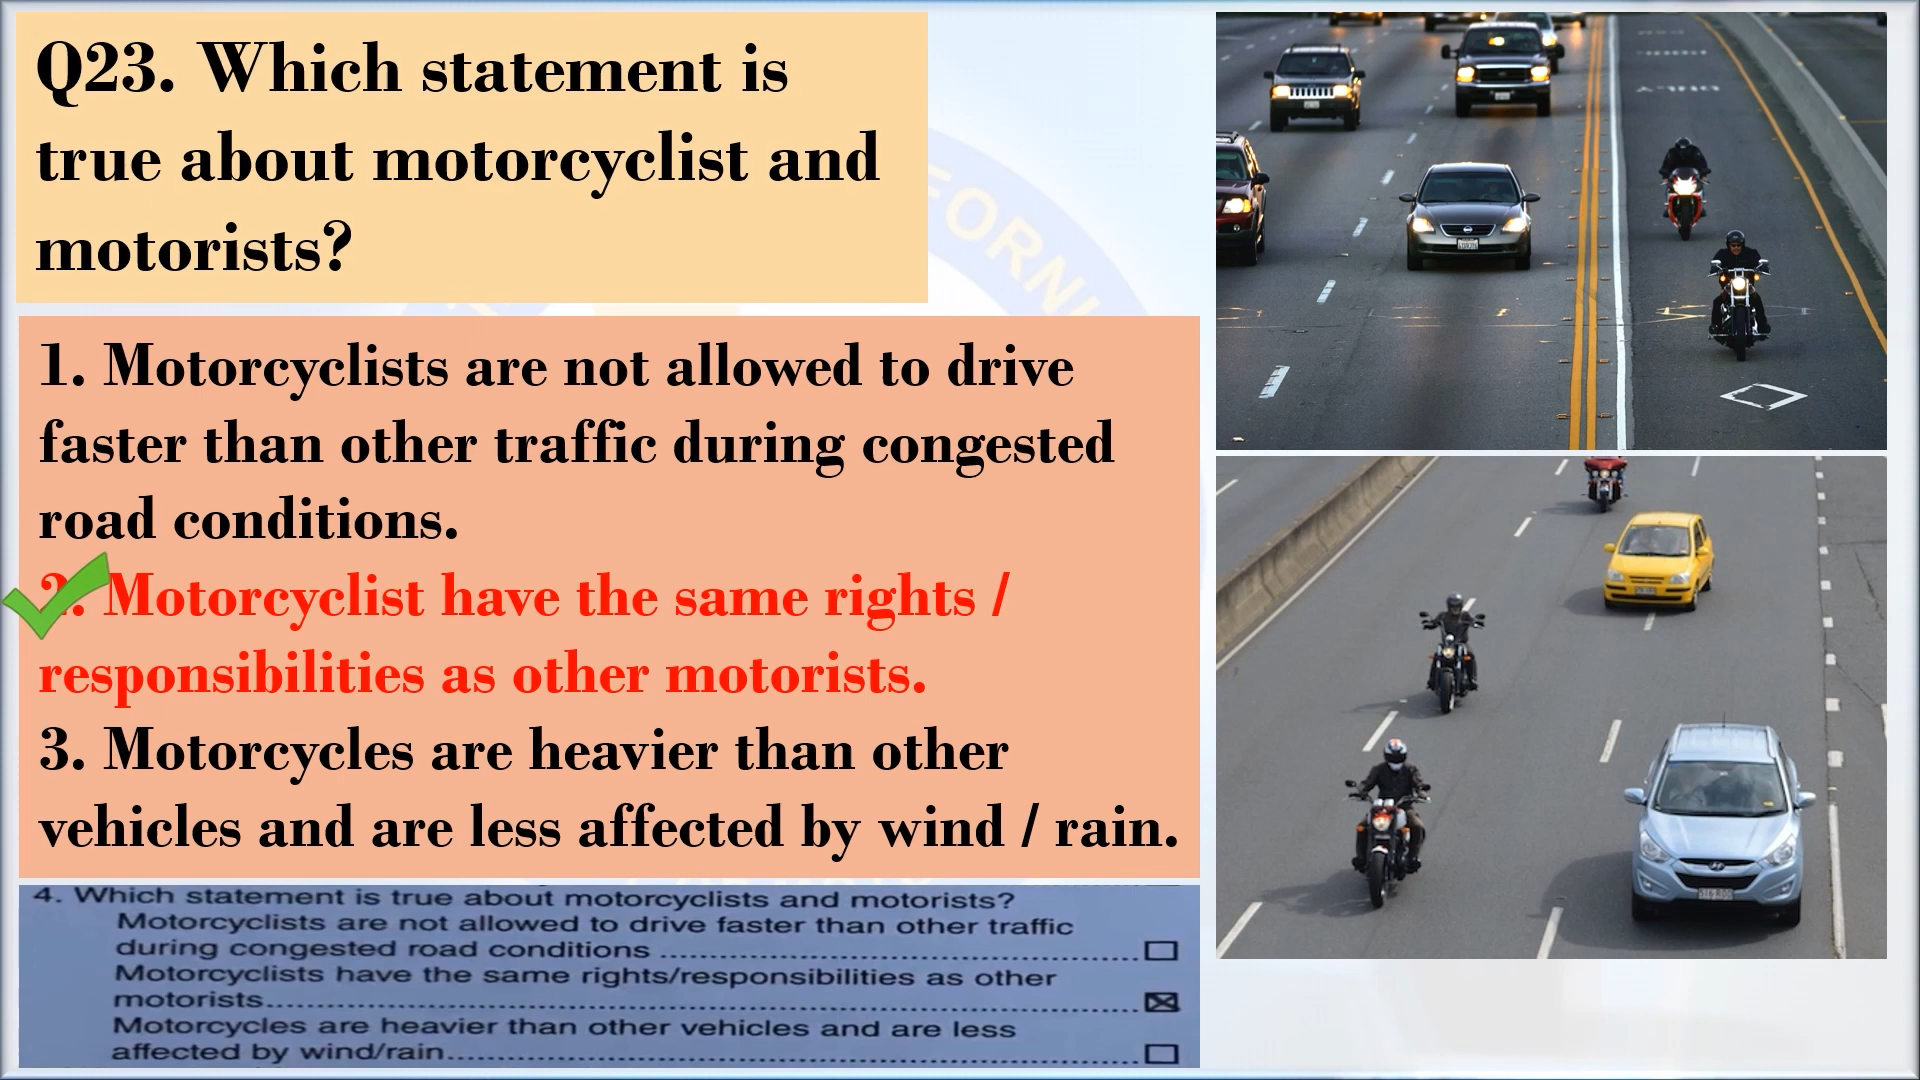 Q23. Which statement is
true about motorcyclist and
motorists?
1. Motorcyclists are not allowed to drive
faster than other traffic during congested
road conditions.
2. Motorcyclist have the same rights /
responsibilities as other motorists.
3. Motorcycles are heavier than other
vehicles and are less affected by wind / rain.
4. Which statement is true about motorcyclists and motorists?
Motorcyclists are not allowed to drive faster than other traffic
during congested road conditions
Motorcyclists have the same rights/responsibilities as other
motorists
Motorcycles are heavier than other vehicles and are less
affected by wind/rain